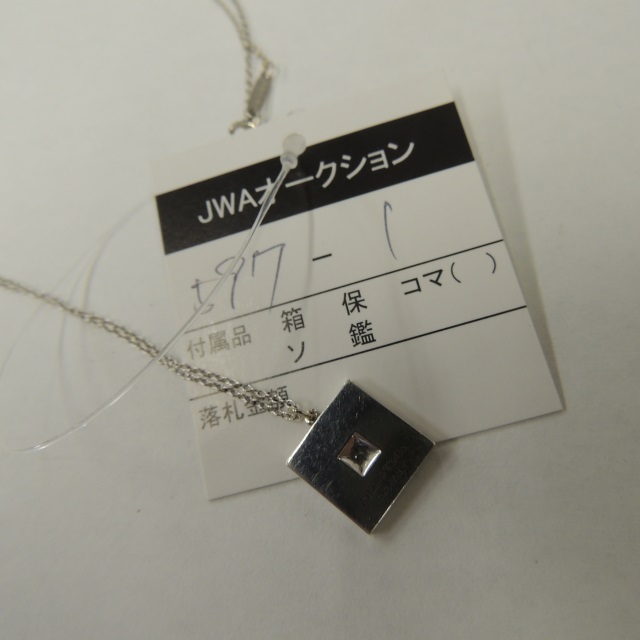 JWAオークション
597 - 1
付属品 箱 保 コマ( )
ソ 鑑
落札金額